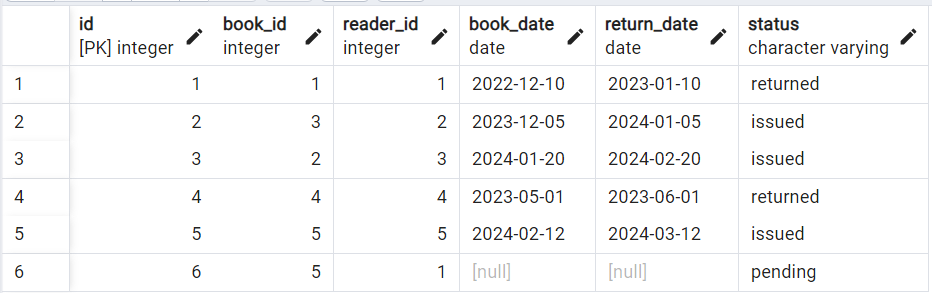 id book_id reader_id book_date return_date status
[PK] integer integer integer date date character varying
1 1 1 1 2022-12-10 2023-01-10 returned
2 2 3 2 2023-12-05 2024-01-05 issued
3 3 2 3 2024-01-20 2024-02-20 issued
4 4 4 4 2023-05-01 2023-06-01 returned
5 5 5 5 2024-02-12 2024-03-12 issued
6 6 5 1 [null] [null] pending